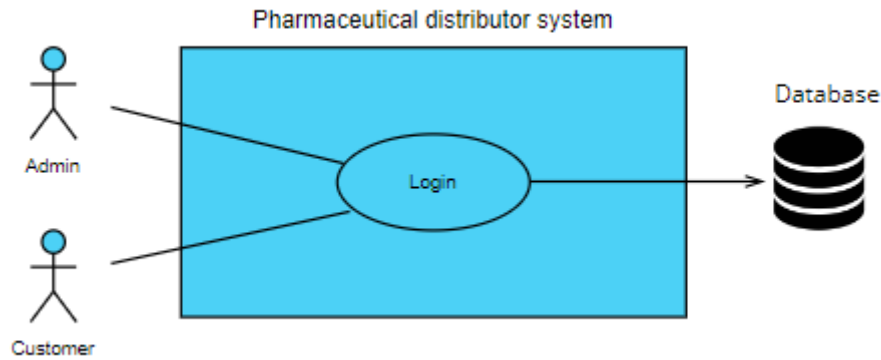 Pharmaceutical distributor system
Admin
Login
Database
Customer